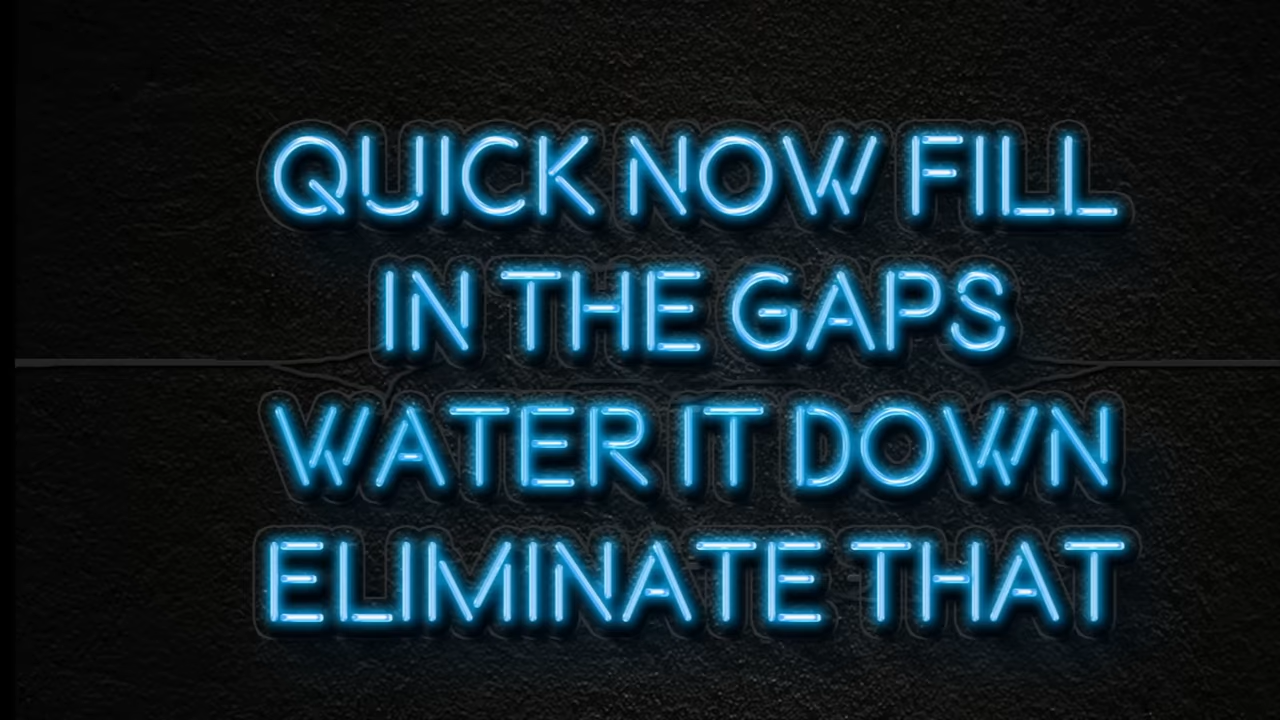 QUICK NOW FILL
IN THE GAPS
WATER IT DOWN
ELIMINATE THAT